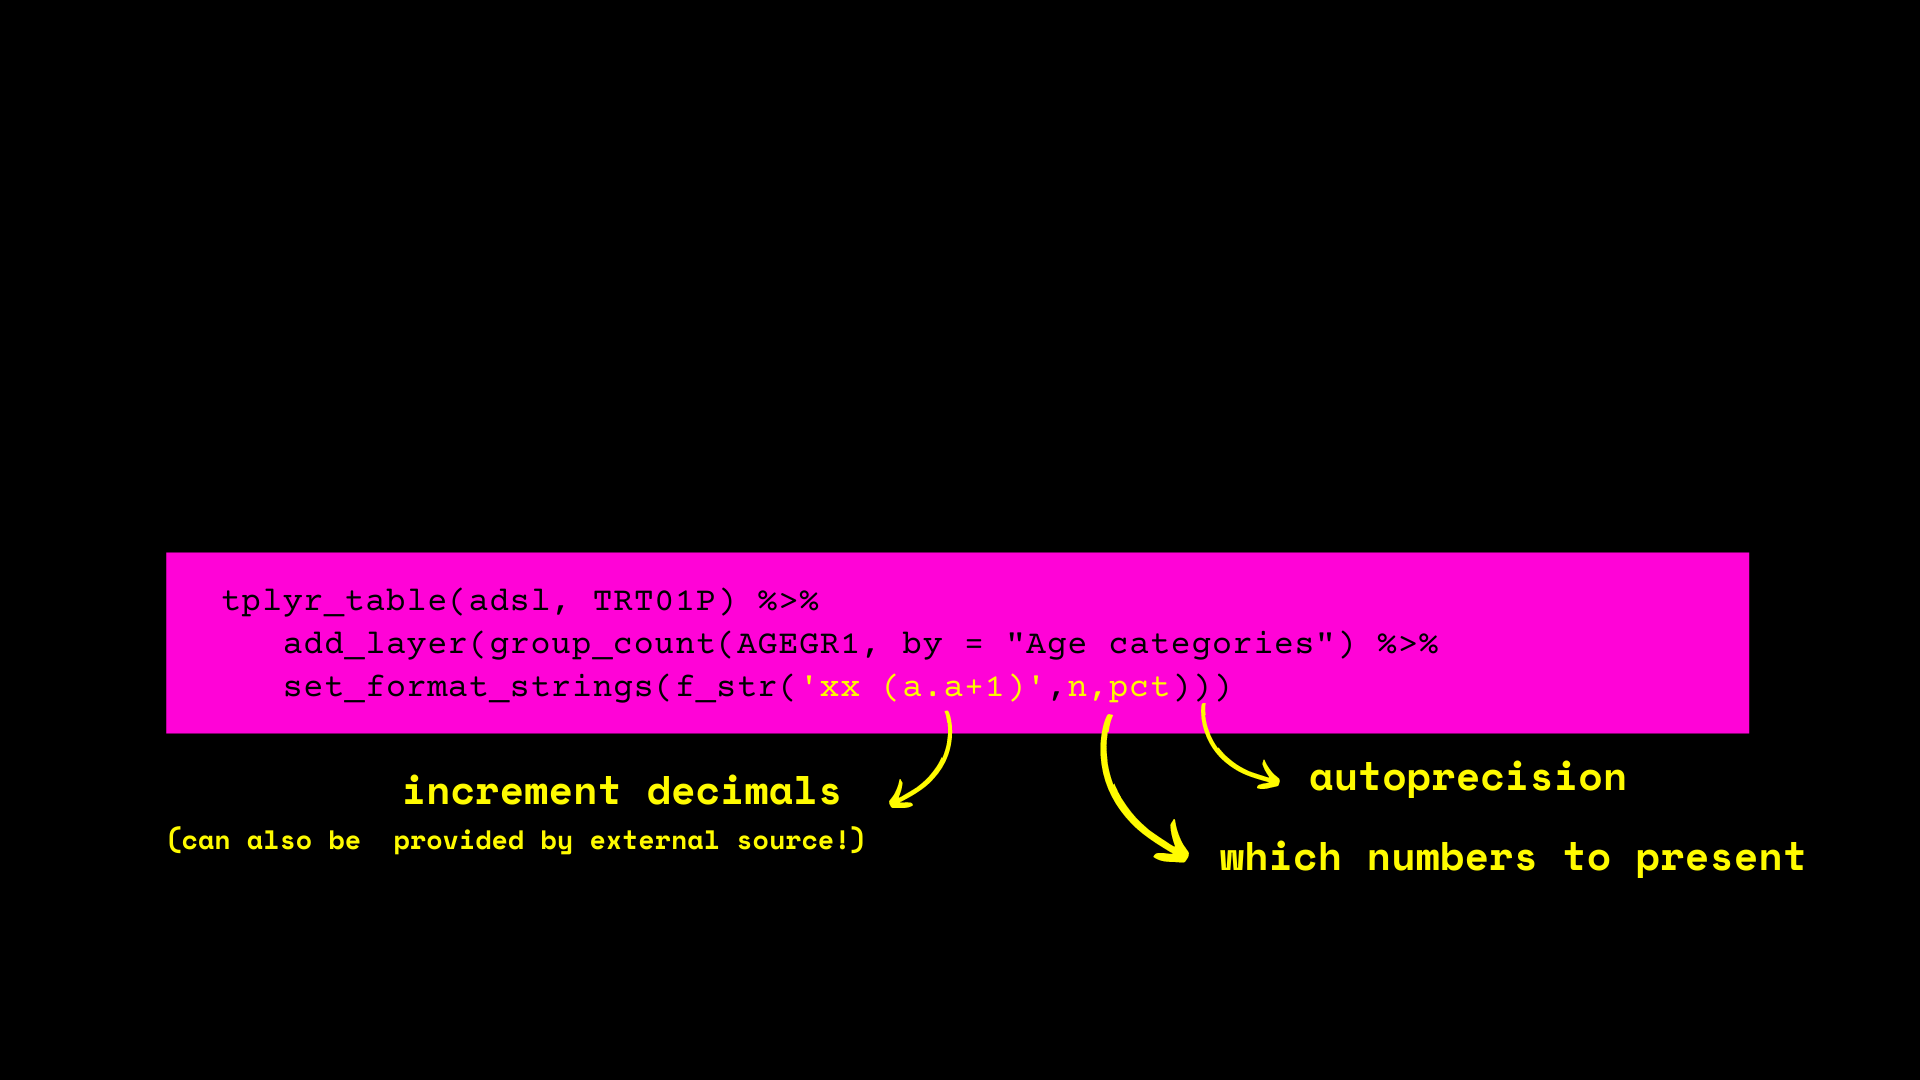 tplyr_table(adsl, TRT01P) %>%
add_layer(group_count(AGEGR1, by = "Age categories") %>%
set_format_strings(f_str('xx (a.a+1)',n,pct)))
increment decimals
(can also be  provided by external source!)
autoprecision
which numbers to present